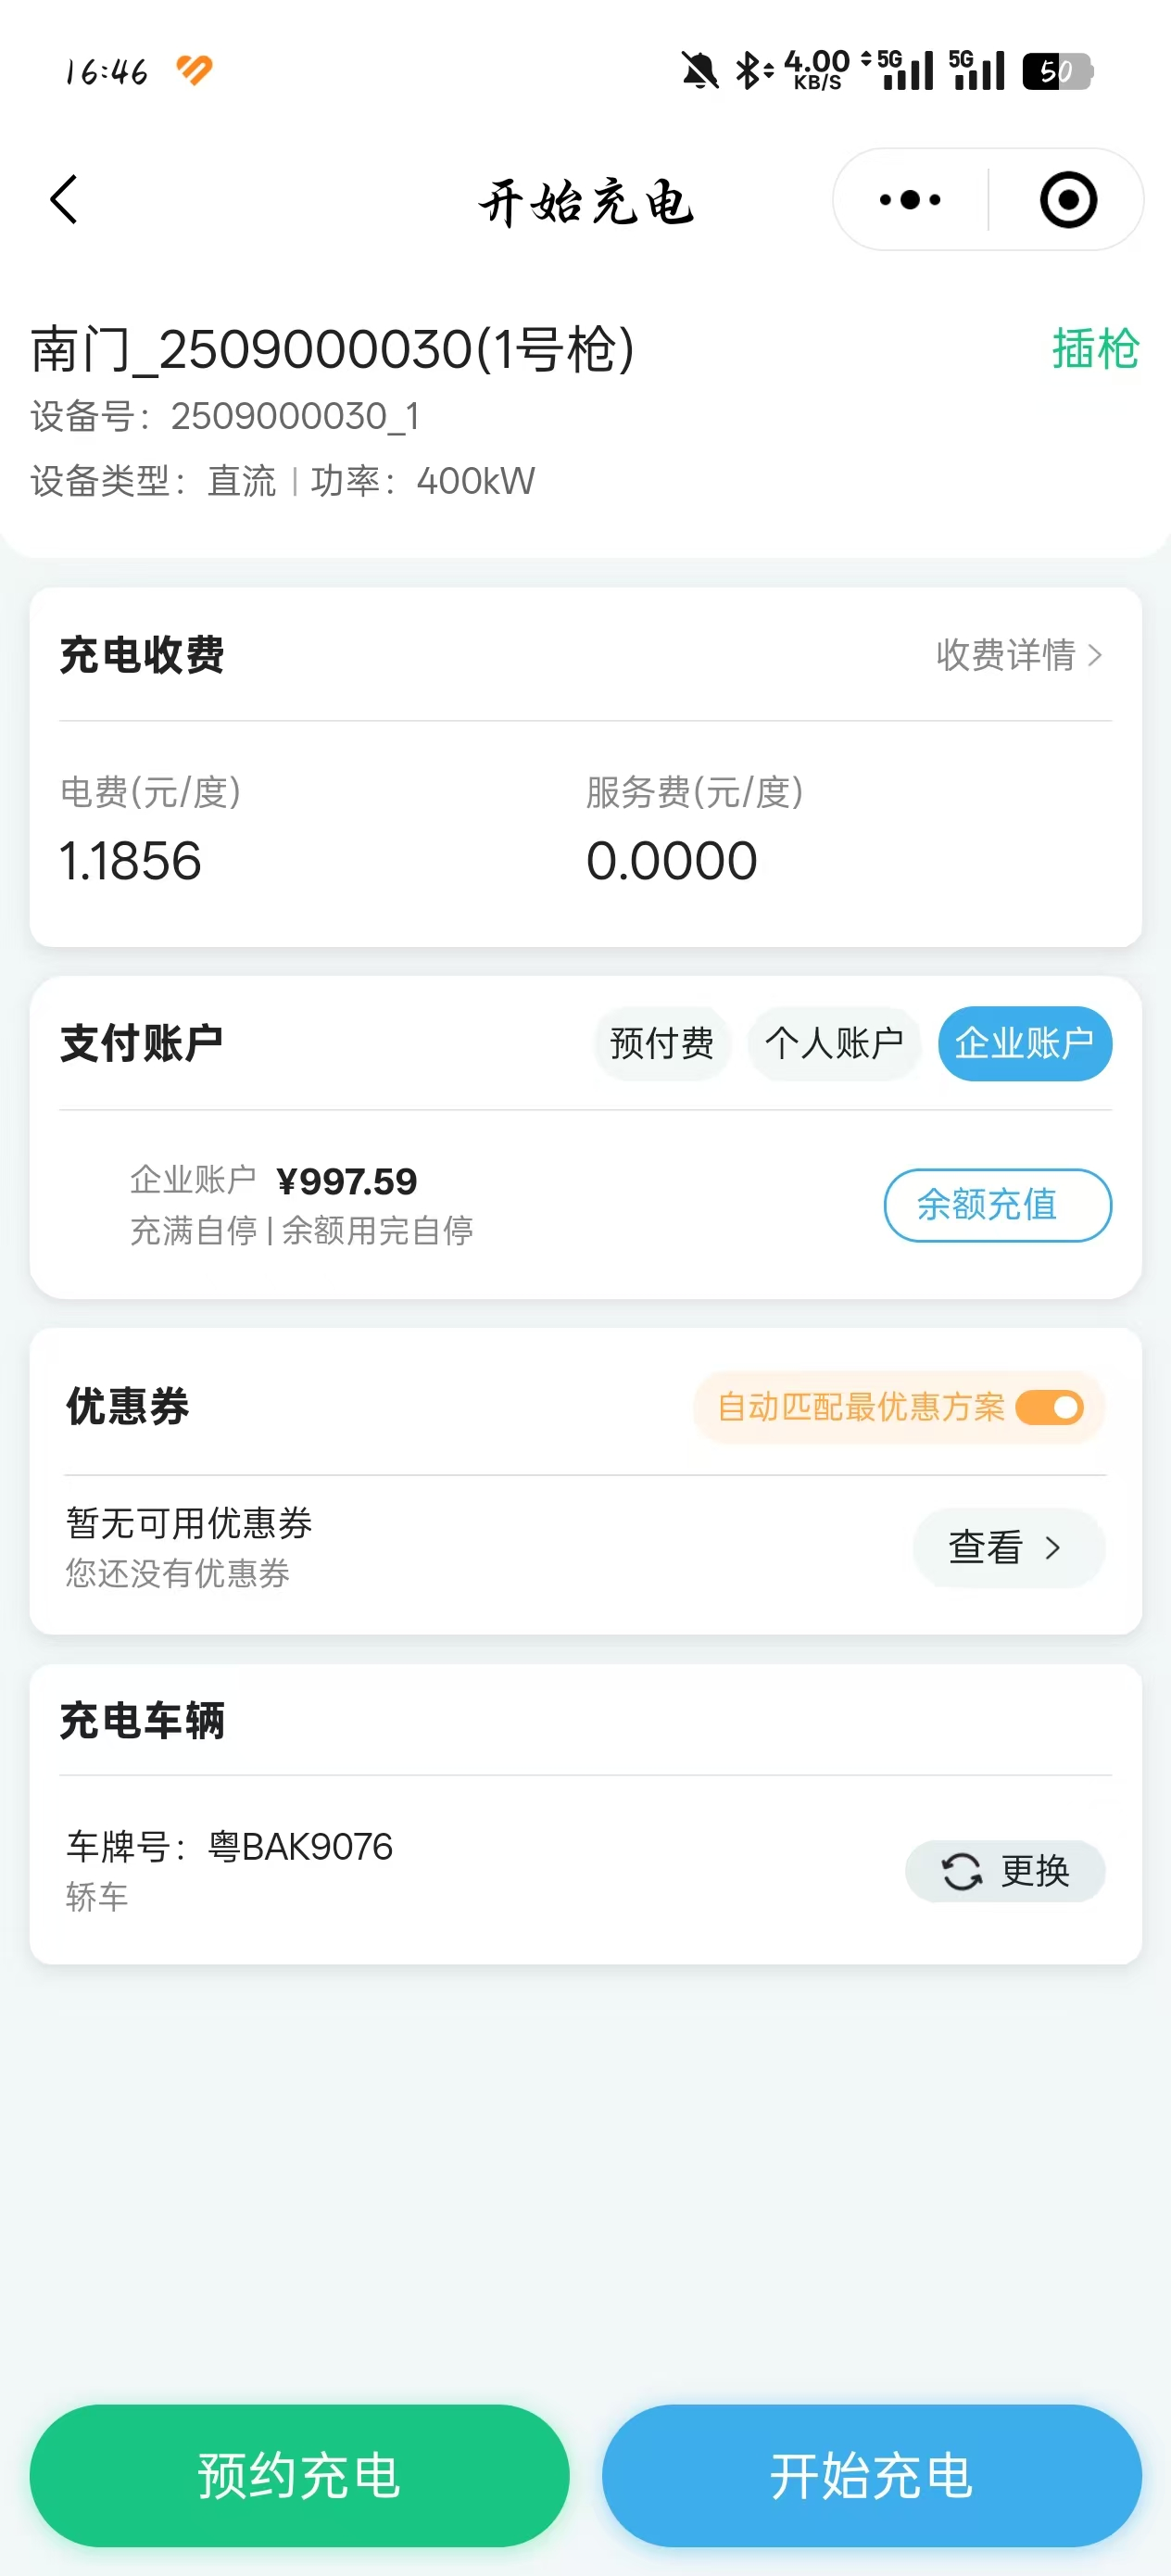 16:46 4.00 KB/S 5G 5G 50
开始充电
南门_2509000030(1号枪) 插枪
设备号：2509000030_1
设备类型：直流 | 功率：400kW
充电收费 收费详情
电费(元/度) 服务费(元/度)
1.1856 0.0000
支付账户 预付费 个人账户 企业账户
企业账户 ¥997.59
充满自停 | 余额用完自停
余额充值
优惠券 自动匹配最优惠方案
暂无可用优惠券
您还没有优惠券
查看
充电车辆
车牌号：粤BAK9076
轿车
更换
预约充电 开始充电